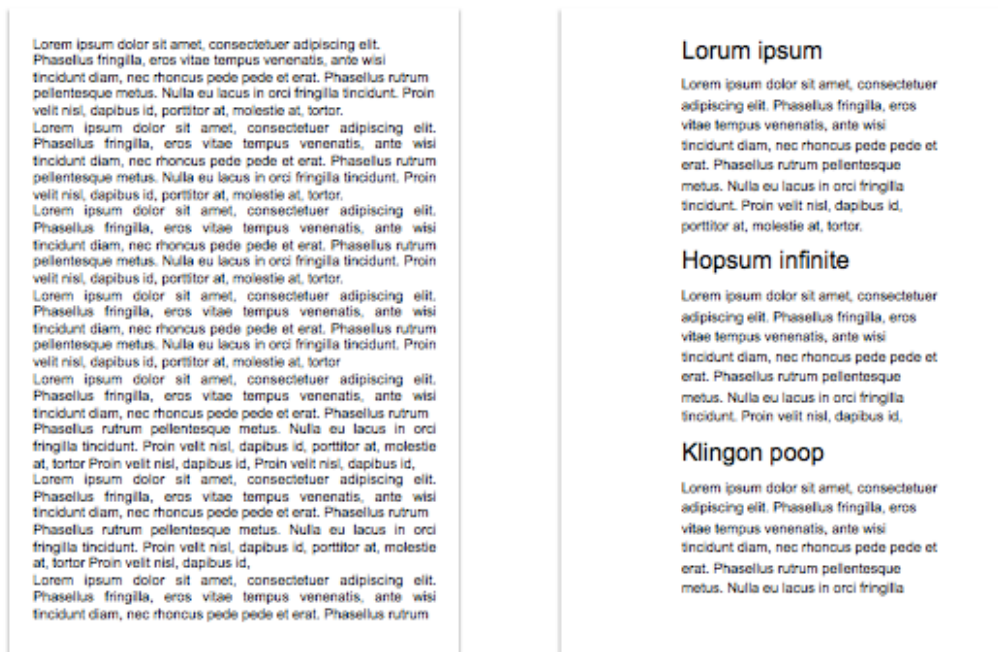 Lorem ipsum dolor sit amet, consectetuer adipiscing elit.
Phasellus fringilla, eros vitae tempus venenatis, ante wisi
tincidunt diam, nec rhoncus pede pede et erat. Phasellus rutrum
pellentesque metus. Nulla eu lacus in orci fringilla tincidunt. Proin
velit nisl, dapibus id, porttitor at, molestie at, tortor.
Lorem ipsum dolor sit amet, consectetuer adipiscing elit.
Phasellus fringilla, eros vitae tempus venenatis, ante wisi
tincidunt diam, nec rhoncus pede pede et erat. Phasellus rutrum
pellentesque metus. Nulla eu lacus in orci fringilla tincidunt. Proin
velit nisl, dapibus id, porttitor at, molestie at, tortor.
Lorem ipsum dolor sit amet, consectetuer adipiscing elit.
Phasellus fringilla, eros vitae tempus venenatis, ante wisi
tincidunt diam, nec rhoncus pede pede et erat. Phasellus rutrum
pellentesque metus. Nulla eu lacus in orci fringilla tincidunt. Proin
velit nisl, dapibus id, porttitor at, molestie at, tortor.
Lorem ipsum dolor sit amet, consectetuer adipiscing elit.
Phasellus fringilla, eros vitae tempus venenatis, ante wisi
tincidunt diam, nec rhoncus pede pede et erat. Phasellus rutrum
pellentesque metus. Nulla eu lacus in orci fringilla tincidunt. Proin
velit nisl, dapibus id, porttitor at, molestie at, tortor
Lorem ipsum dolor sit amet, consectetuer adipiscing elit.
Phasellus fringilla, eros vitae tempus venenatis, ante wisi
tincidunt diam, nec rhoncus pede pede et erat. Phasellus rutrum
Phasellus rutrum pellentesque metus. Nulla eu lacus in orci
fringilla tincidunt. Proin velit nisl, dapibus id, porttitor at, molestie
at, tortor Proin velit nisl, dapibus id, Proin velit nisl, dapibus id,
Lorem ipsum dolor sit amet, consectetuer adipiscing elit.
Phasellus fringilla, eros vitae tempus venenatis, ante wisi
tincidunt diam, nec rhoncus pede pede et erat. Phasellus rutrum
Phasellus rutrum pellentesque metus. Nulla eu lacus in orci
fringilla tincidunt. Proin velit nisl, dapibus id, porttitor at, molestie
at, tortor Proin velit nisl, dapibus id,
Lorem ipsum dolor sit amet, consectetuer adipiscing elit.
Phasellus fringilla, eros vitae tempus venenatis, ante wisi
tincidunt diam, nec rhoncus pede pede et erat. Phasellus rutrum
Lorum ipsum
Lorem ipsum dolor sit amet, consectetuer
adipiscing elit. Phasellus fringilla, eros
vitae tempus venenatis, ante wisi
tincidunt diam, nec rhoncus pede pede et
erat. Phasellus rutrum pellentesque
metus. Nulla eu lacus in orci fringilla
tincidunt. Proin velit nisl, dapibus id,
porttitor at, molestie at, tortor.
Hopsum infinite
Lorem ipsum dolor sit amet, consectetuer
adipiscing elit. Phasellus fringilla, eros
vitae tempus venenatis, ante wisi
tincidunt diam, nec rhoncus pede pede et
erat. Phasellus rutrum pellentesque
metus. Nulla eu lacus in orci fringilla
tincidunt. Proin velit nisl, dapibus id,
Klingon poop
Lorem ipsum dolor sit amet, consectetuer
adipiscing elit. Phasellus fringilla, eros
vitae tempus venenatis, ante wisi
tincidunt diam, nec rhoncus pede pede et
erat. Phasellus rutrum pellentesque
metus. Nulla eu lacus in orci fringilla